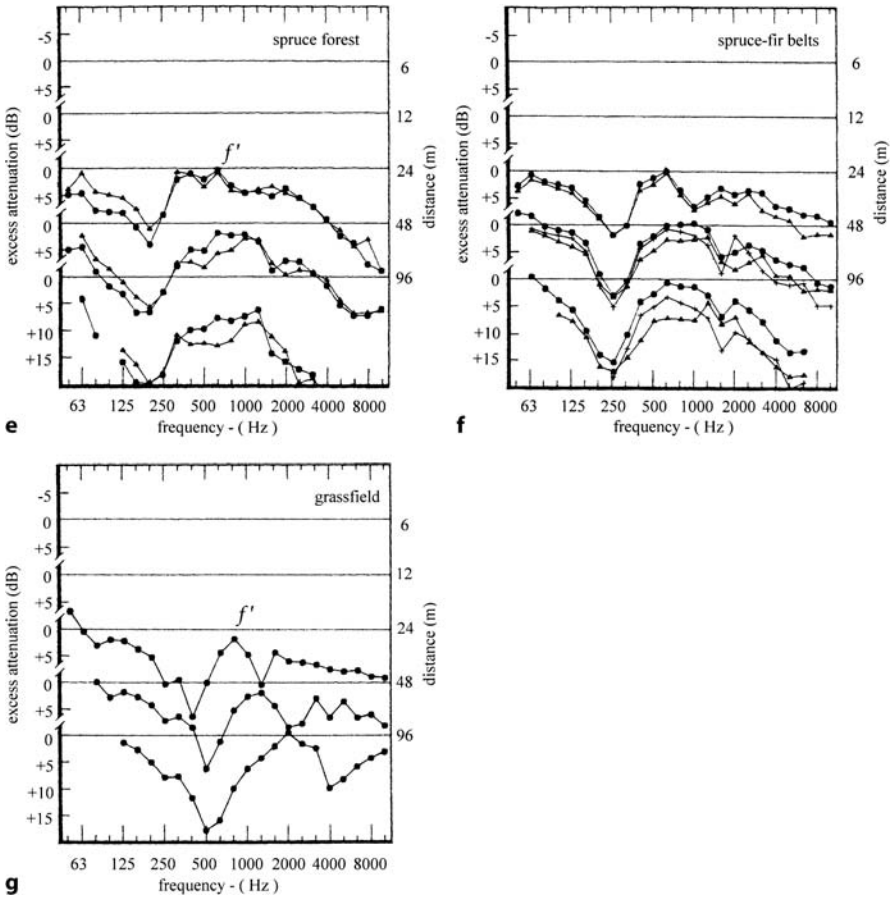 spruce forest
-5
0
+5
0
+5
0
+5
0
+5
0
+5
+10
+15
6
12
24
48
96
f'
excess attenuation (dB)
distance (m)
63 125 250 500 1000 2000 4000 8000
frequency - ( Hz )
e
spruce-fir belts
-5
0
+5
0
+5
0
+5
0
+5
0
+5
+10
+15
6
12
24
48
96
excess attenuation (dB)
distance (m)
63 125 250 500 1000 2000 4000 8000
frequency - ( Hz )
f
grassfield
-5
0
+5
0
+5
0
+5
0
+5
0
+5
+10
+15
6
12
24
48
96
f'
excess attenuation (dB)
distance (m)
63 125 250 500 1000 2000 4000 8000
frequency - ( Hz )
g